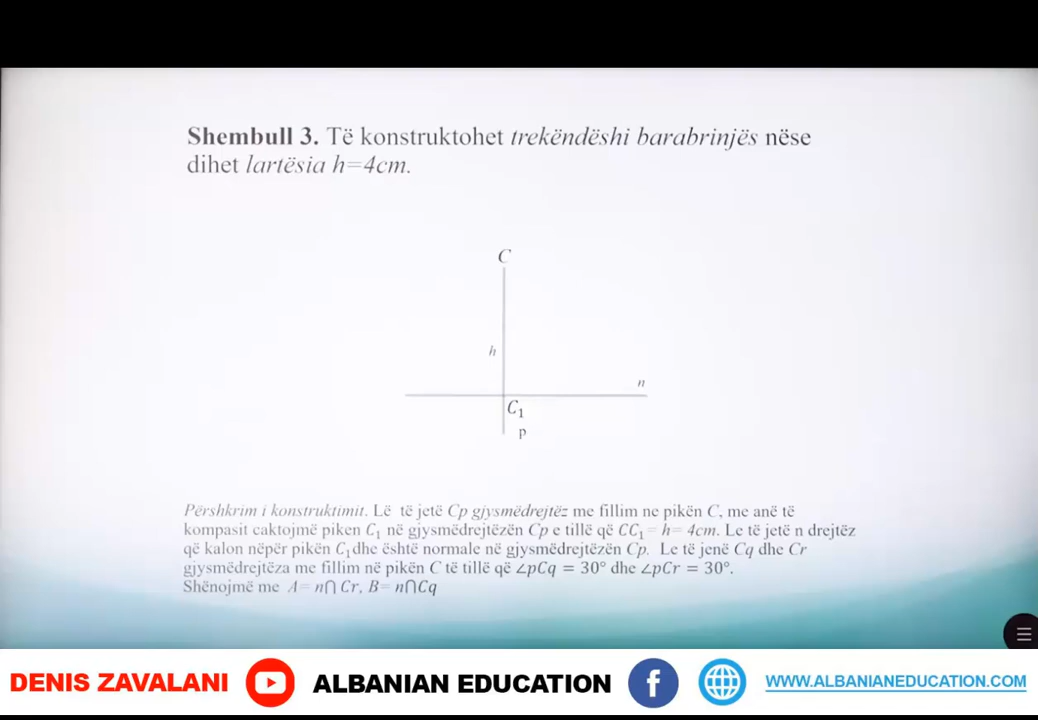 Shembull 3. Të konstruktohet trekëndëshi barabrinjës nëse
dihet lartësia h=4cm.
C
h
n
C₁
p
Përshkrim i konstruktimit. Lë të jetë Cp gjysmëdrejtëz me fillim ne pikën C, me anë të
kompasit caktojmë piken C₁ në gjysmëdrejtëzën Cp e tillë që CC₁= h= 4cm. Le të jetë n drejtëz
që kalon nëpër pikën C₁dhe është normale në gjysmëdrejtëzën Cp. Le të jenë Cq dhe Cr
gjysmëdrejtëza me fillim në pikën C të tillë që ∠pCq = 30° dhe ∠pCr = 30°.
Shënojmë me A= n⋂ Cr, B= n⋂Cq
DENIS ZAVALANI ALBANIAN EDUCATION f WWW.ALBANIANEDUCATION.COM